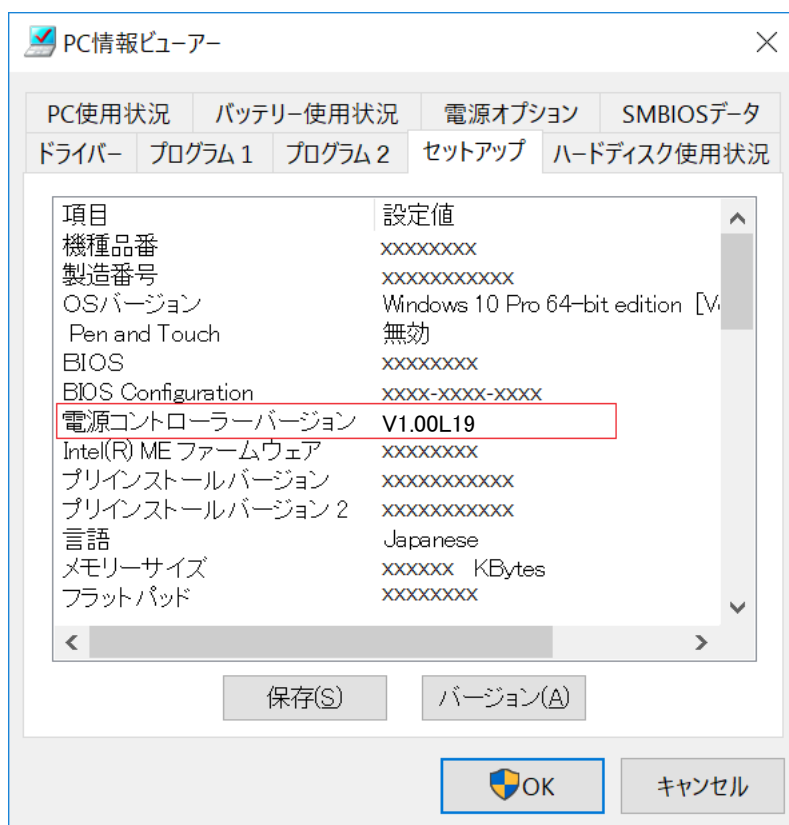 PC情報ビューアー
PC使用状況 バッテリー使用状況 電源オプション SMBIOSデータ
ドライバー プログラム1 プログラム2 セットアップ ハードディスク使用状況
項目 設定値
機種品番 xxxxxxxx
製造番号 xxxxxxxxxxx
OSバージョン Windows 10 Pro 64-bit edition [V
Pen and Touch 無効
BIOS xxxxxxxx
BIOS Configuration xxxx-xxxx-xxxx
電源コントローラーバージョン V1.00L19
Intel(R) ME ファームウェア xxxxxxxx
プリインストールバージョン xxxxxxxxxxx
プリインストールバージョン2 xxxxxxxxxxx
言語 Japanese
メモリーサイズ xxxxxx KBytes
フラットパッド xxxxxxxx
保存(S) バージョン(A)
OK キャンセル